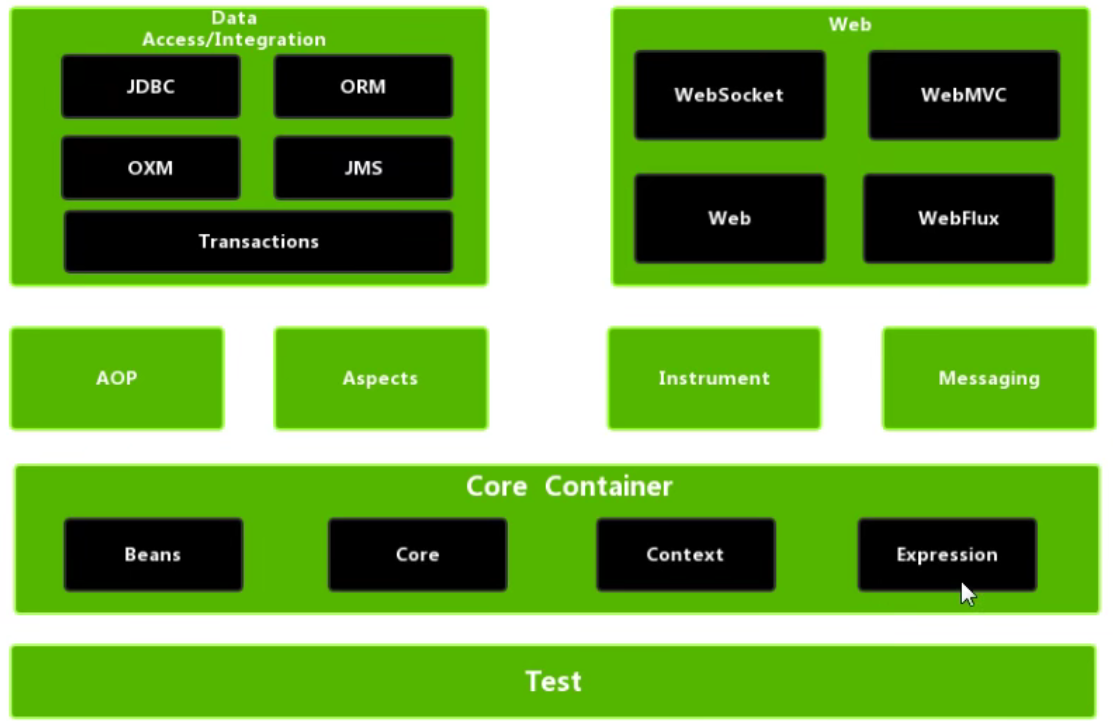 Data
Access/Integration
JDBC
ORM
OXM
JMS
Transactions
Web
WebSocket
WebMVC
Web
WebFlux
AOP
Aspects
Instrument
Messaging
Core Container
Beans
Core
Context
Expression
Test